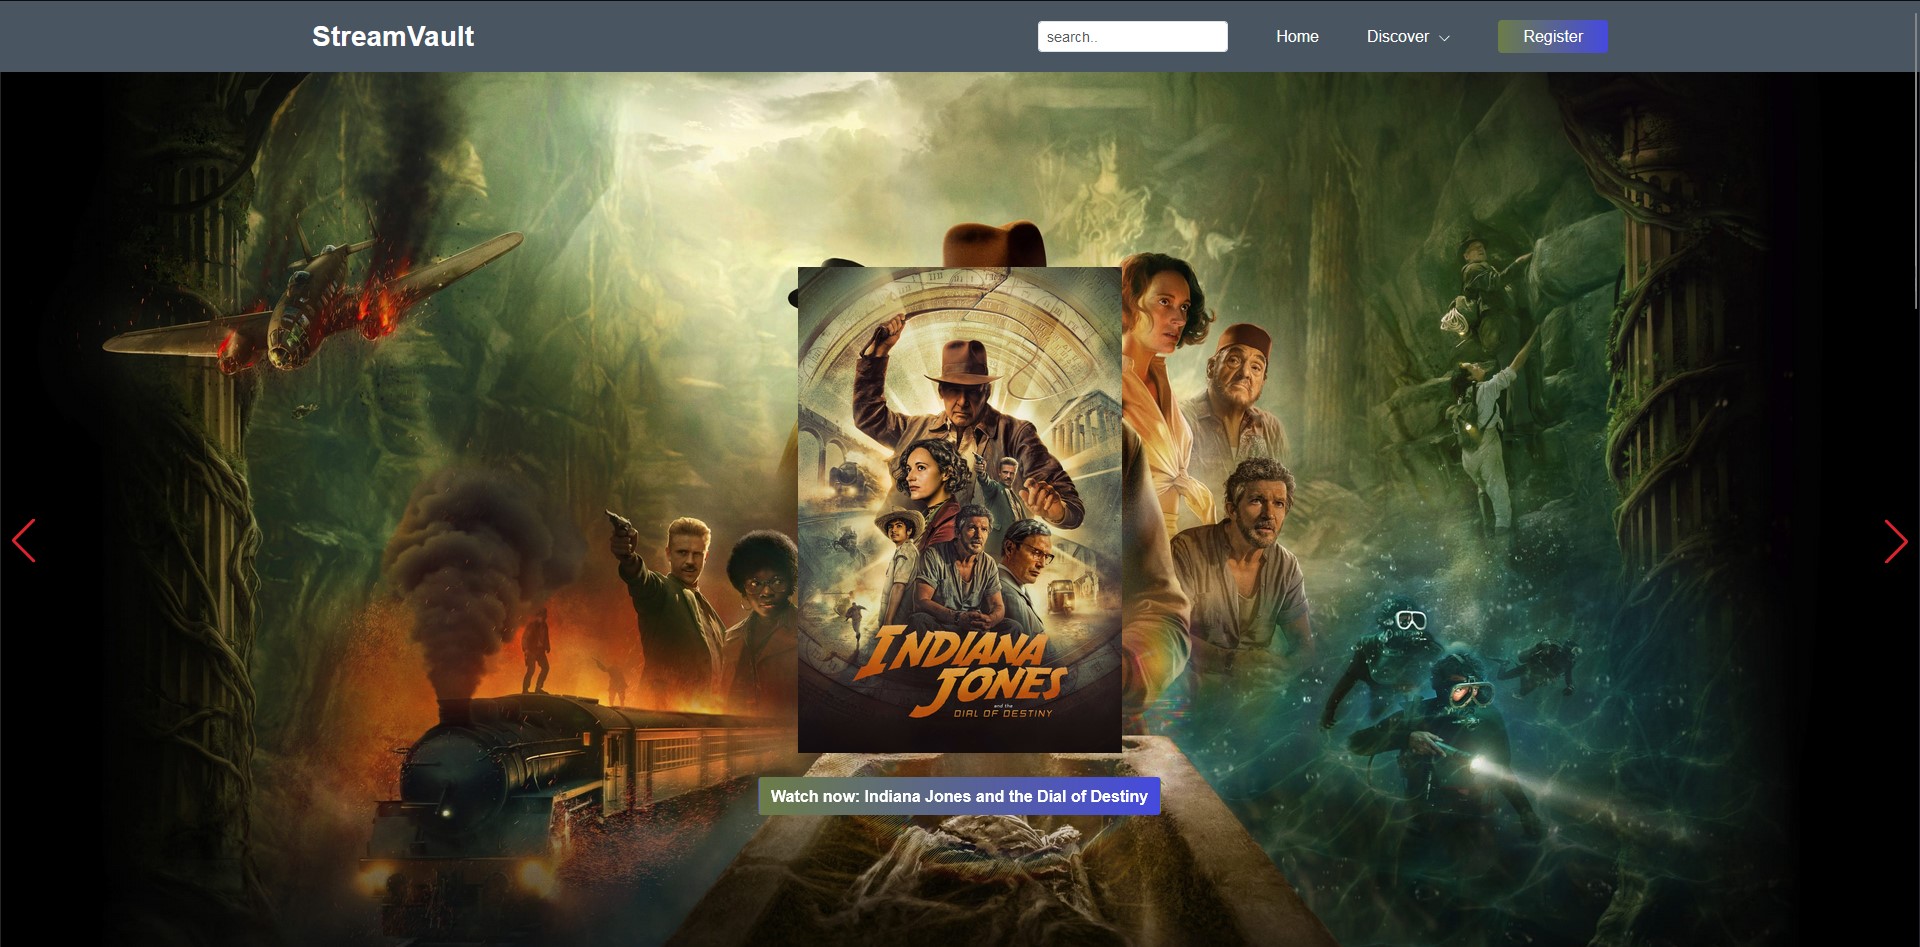 StreamVault
search..
Home
Discover
Register
INDIANA
JONES
and the
DIAL OF DESTINY
Watch now: Indiana Jones and the Dial of Destiny